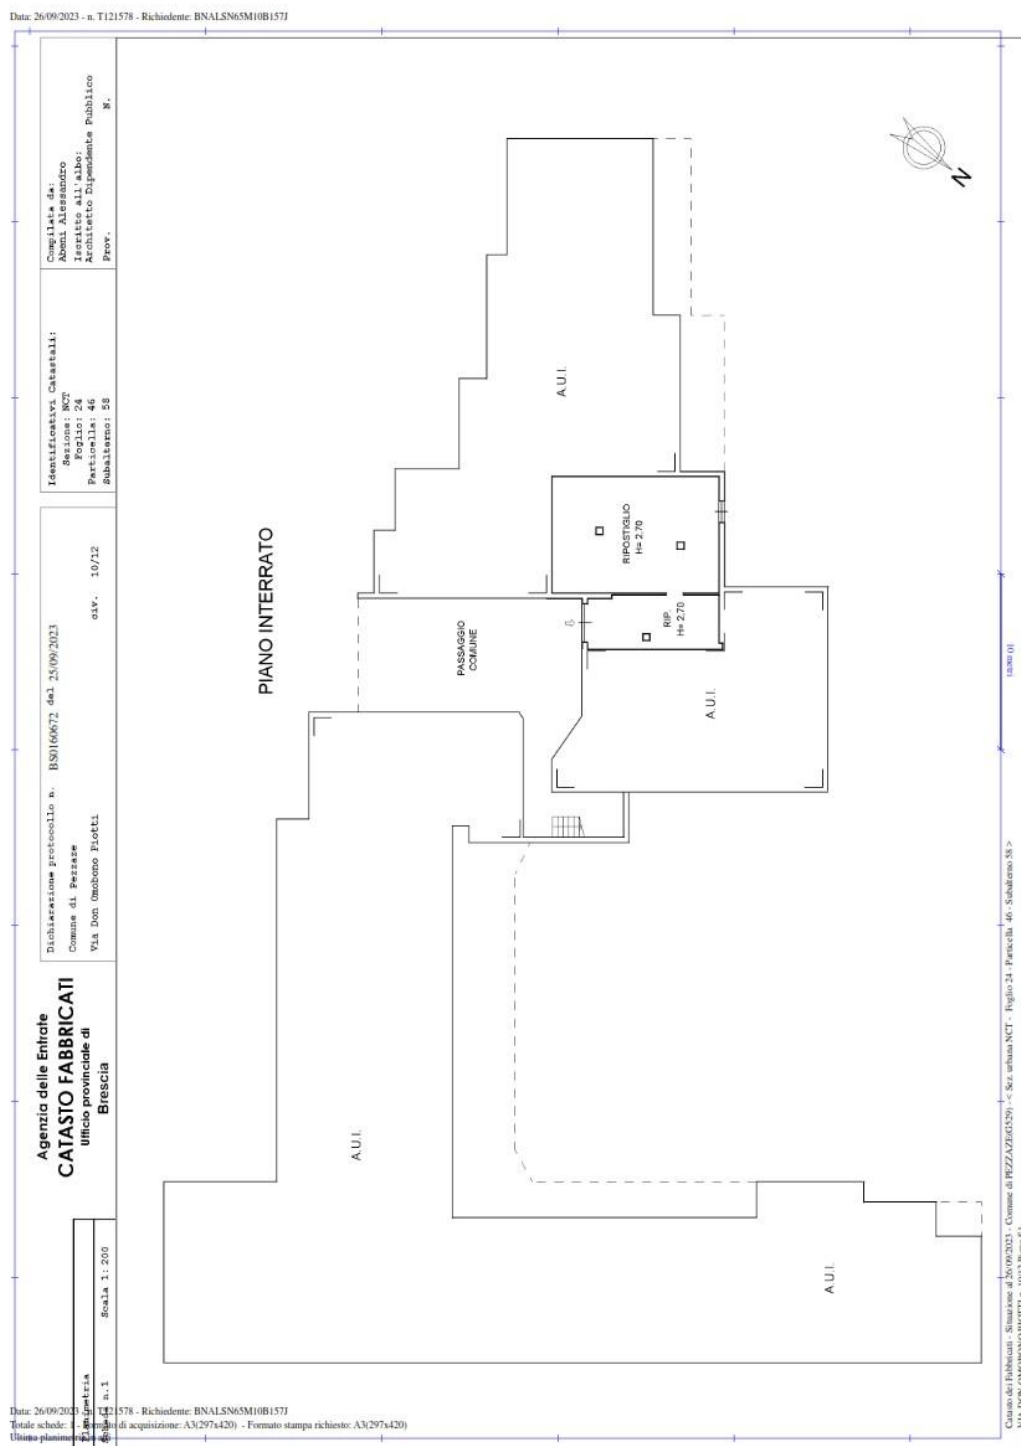 Data: 26/09/2023 - n. T121578 - Richiedente: BNALSN65M10B157J
Agenzia delle Entrate
CATASTO FABBRICATI
Ufficio provinciale di
Brescia
Dichiarazione protocollo n. BS0160672 del 25/09/2023
Comune di Pezzaze
Via Don Omobono Piotti civ. 10/12
Identificativi Catastali:
Sezione: NCT
Foglio: 24
Particella: 46
Subalterno: 58
Compilata da:
Abeni Alessandro
Iscritto all'albo:
Architetto Dipendente Pubblico
Prov. N.
Planimetria
Scheda n.1 Scala 1: 200
PIANO INTERRATO
N
A.U.I.
RIPOSTIGLIO
H= 2.70
RIP.
H= 2,70
PASSAGGIO
COMUNE
A.U.I.
A.U.I.
A.U.I.
Catasto dei Fabbricati - Situazione al 26/09/2023 - Comune di PEZZAZE(G529) - < Sez. urbana NCT - Foglio 24 - Particella 46 - Subalterno 58 >
Data: 26/09/2023 - n. T121578 - Richiedente: BNALSN65M10B157J
Totale schede: 1 - Formato di acquisizione: A3(297x420) - Formato stampa richiesto: A3(297x420)
Ultima planimetria